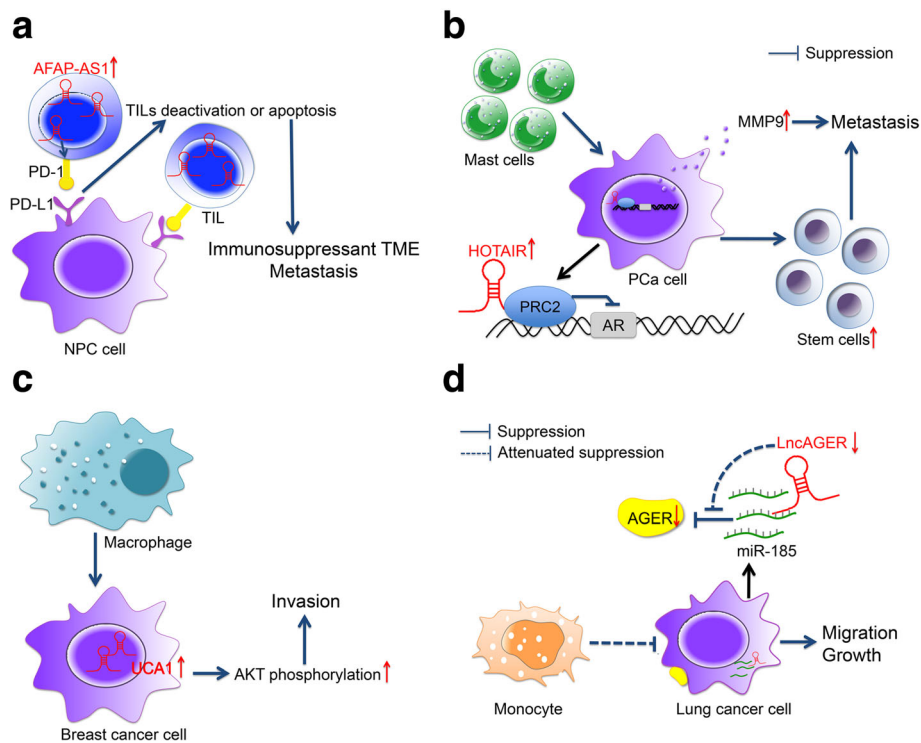 a
AFAP-AS1
TILs deactivation or apoptosis
PD-1
PD-L1
TIL
Immunosuppressant TME
Metastasis
NPC cell
b
Suppression
Mast cells
MMP9
Metastasis
HOTAIR
PCa cell
PRC2
AR
Stem cells
c
Macrophage
Invasion
UCA1
AKT phosphorylation
Breast cancer cell
d
Suppression
Attenuated suppression
LncAGER
AGER
miR-185
Migration
Growth
Monocyte
Lung cancer cell